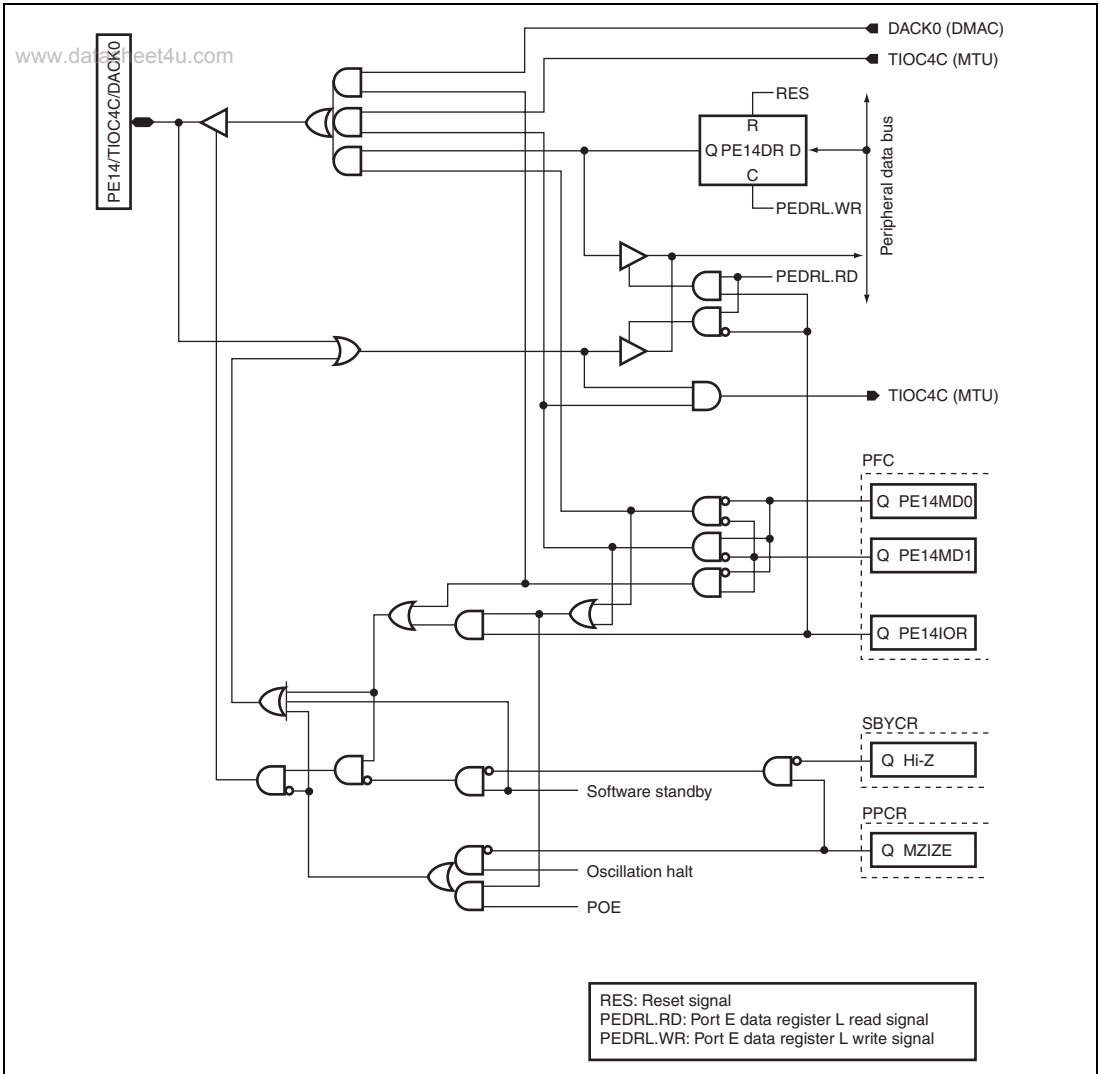 DACK0 (DMAC)
www.datasheet4u.com
TIOC4C (MTU)
PE14/TIOC4C/DACK0
RES
R
Q PE14DR D
C
PEDRL.WR
Peripheral data bus
PEDRL.RD
TIOC4C (MTU)
PFC
Q PE14MD0
Q PE14MD1
Q PE14IOR
SBYCR
Q Hi-Z
Software standby
PPCR
Q MZIZE
Oscillation halt
POE
RES: Reset signal
PEDRL.RD: Port E data register L read signal
PEDRL.WR: Port E data register L write signal